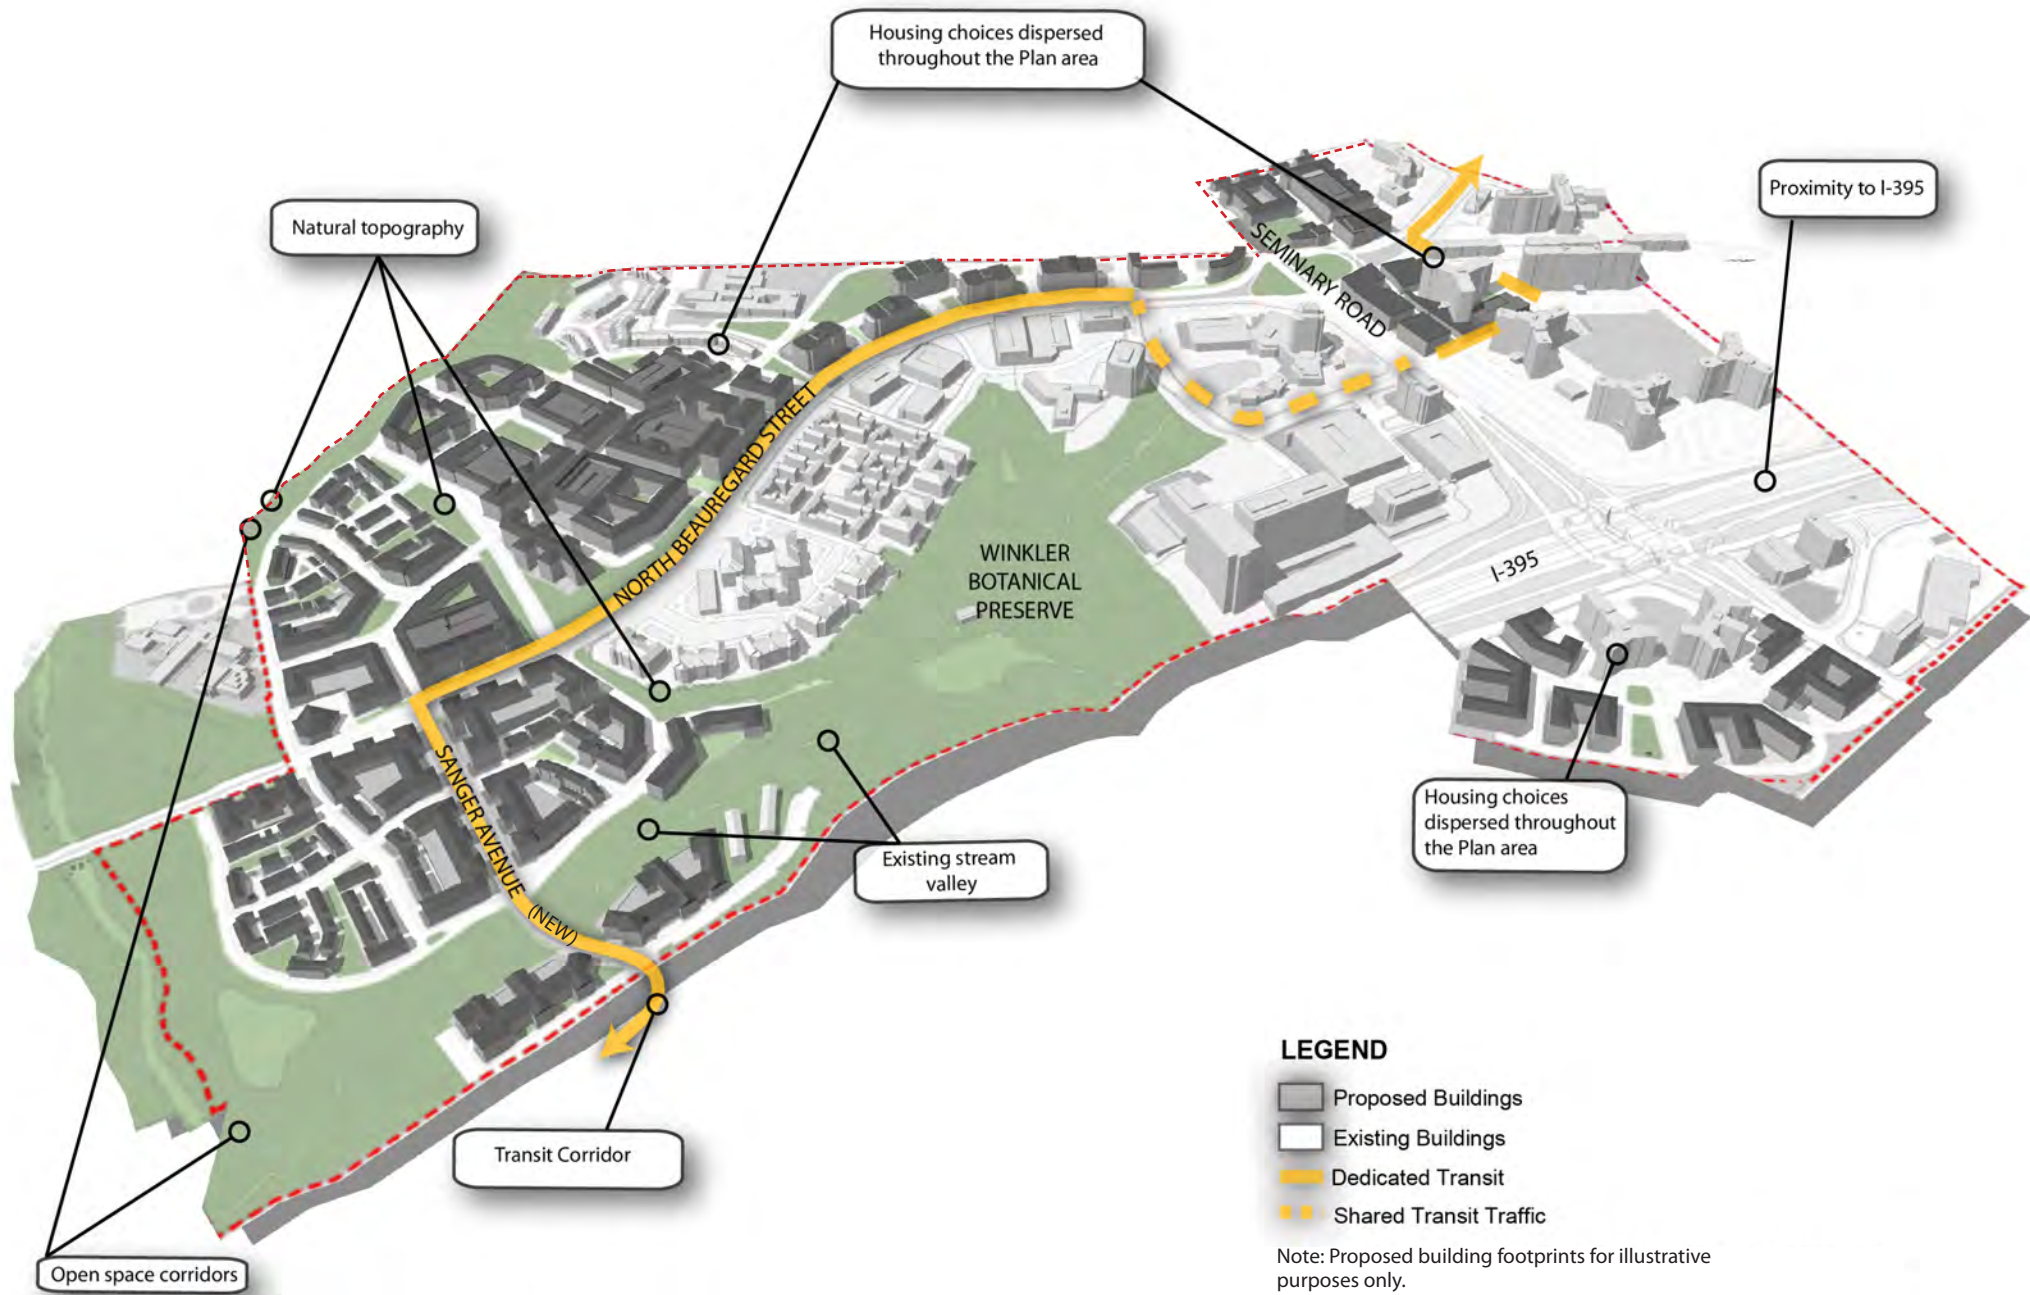 Housing choices dispersed
throughout the Plan area
Proximity to I-395
Natural topography
SEMINARY ROAD
NORTH BEAUREGARD STREET
WINKLER
BOTANICAL
PRESERVE
I-395
SANGER AVENUE (NEW)
Housing choices
dispersed throughout
the Plan area
Existing stream
valley
Transit Corridor
Open space corridors
LEGEND
Proposed Buildings
Existing Buildings
Dedicated Transit
Shared Transit Traffic
Note: Proposed building footprints for illustrative
purposes only.